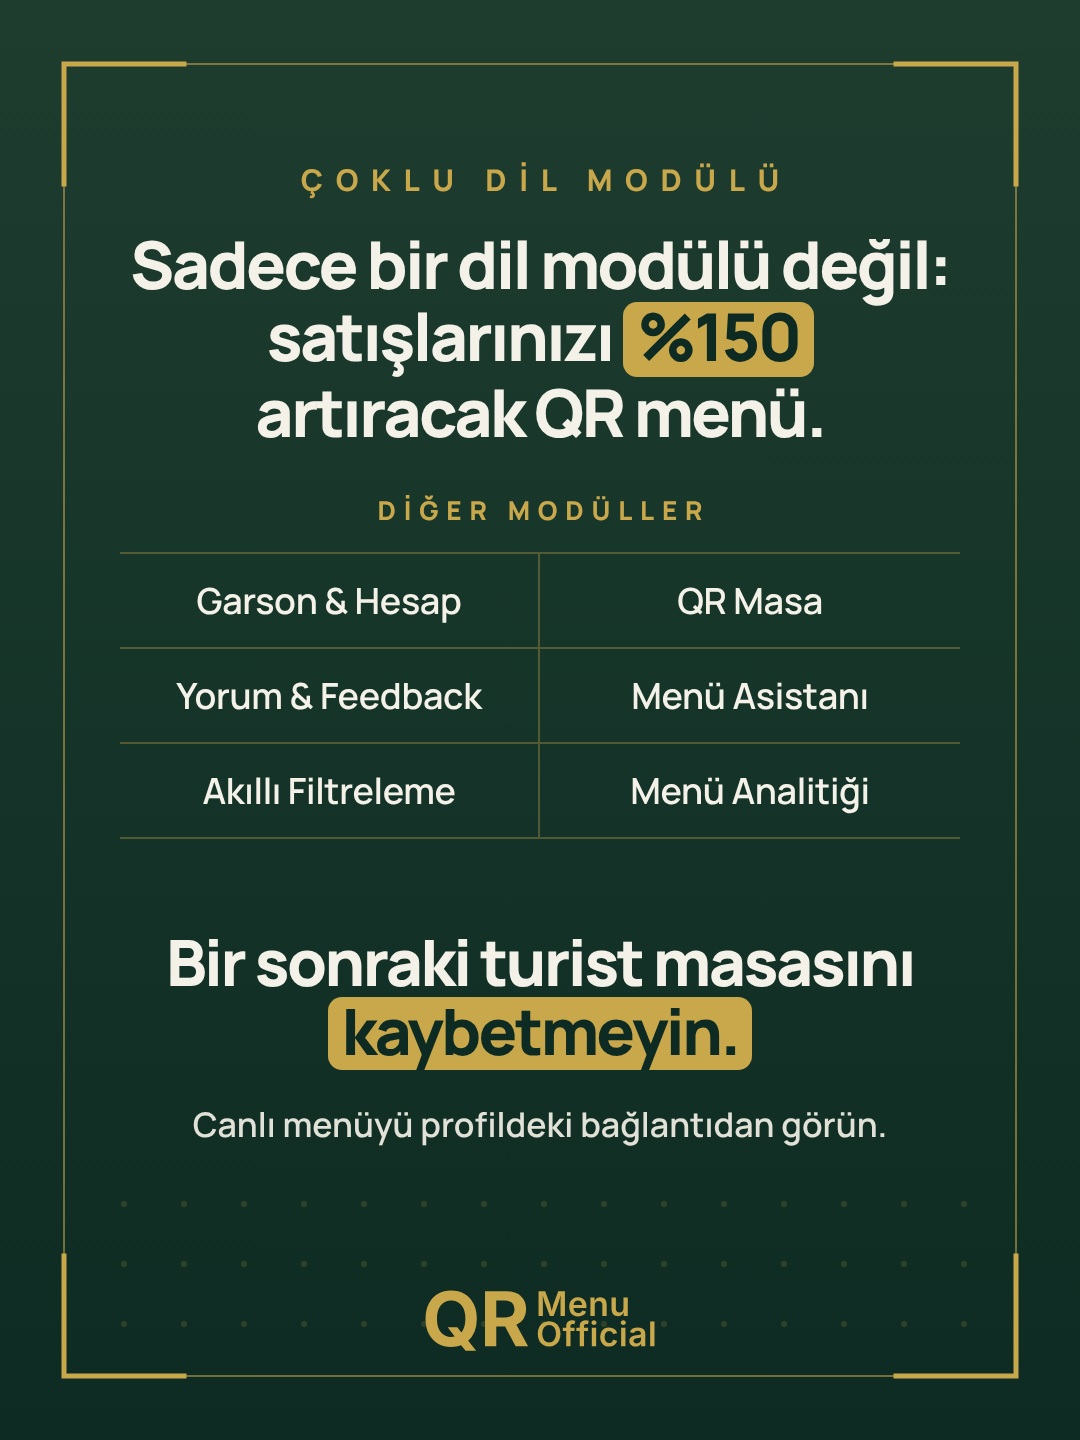 ÇOKLU DİL MODÜLÜ
Sadece bir dil modülü değil:
satışlarınızı %150
artıracak QR menü.
DİĞER MODÜLLER
Garson & Hesap
QR Masa
Yorum & Feedback
Menü Asistanı
Akıllı Filtreleme
Menü Analitiği
Bir sonraki turist masasını
kaybetmeyin.
Canlı menüyü profildeki bağlantıdan görün.
QR Menu
Official